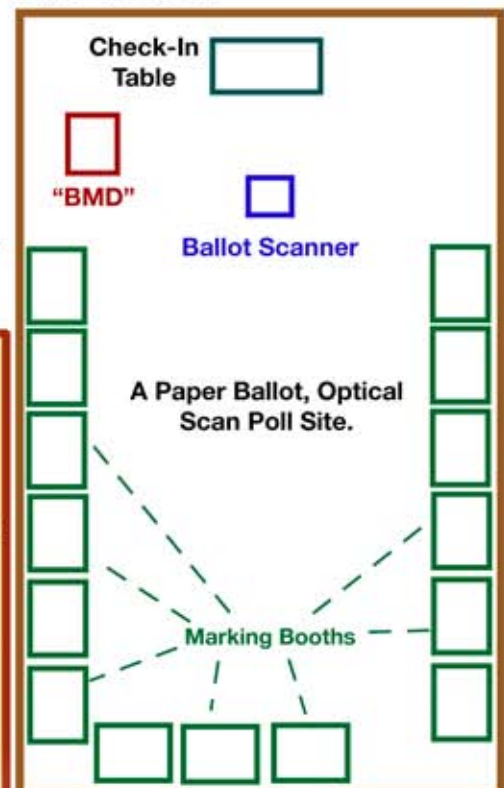 Check-In
Table
"BMD"
Ballot Scanner
A Paper Ballot, Optical
Scan Poll Site.
Marking Booths